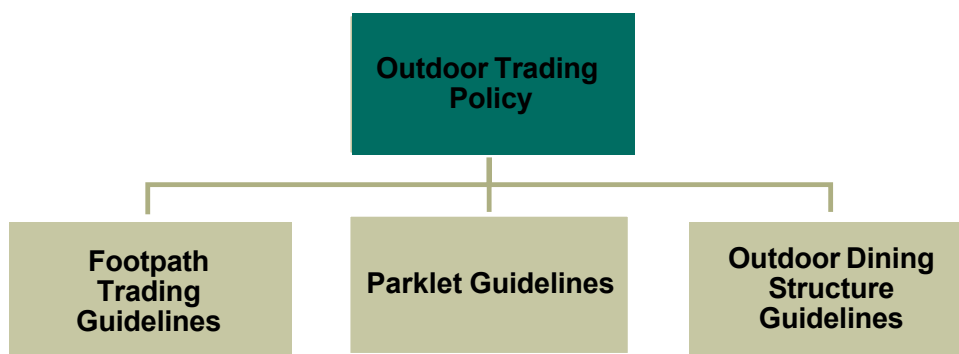 Outdoor Trading
Policy
Footpath
Trading
Guidelines
Parklet Guidelines
Outdoor Dining
Structure
Guidelines